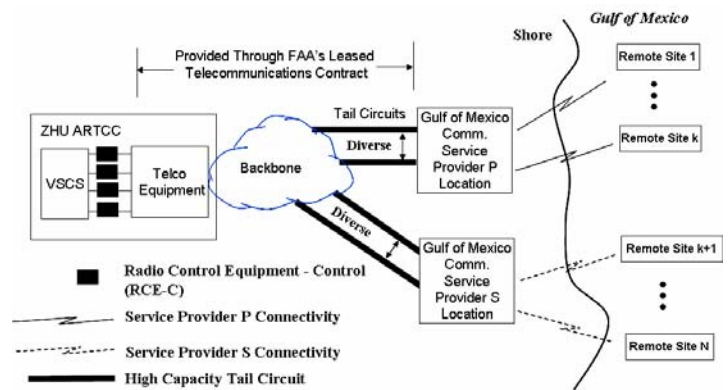 Gulf of Mexico
Shore
Provided Through FAA's Leased
Telecommunications Contract
Remote Site 1
Tail Circuits
ZHU ARTCC
VSCS
Telco
Equipment
Backbone
Diverse
Gulf of Mexico
Comm.
Service
Provider P
Location
Remote Site k
Diverse
Gulf of Mexico
Comm.
Service
Provider S
Location
Remote Site k+1
Remote Site N
Radio Control Equipment - Control
(RCE-C)
Service Provider P Connectivity
Service Provider S Connectivity
High Capacity Tail Circuit